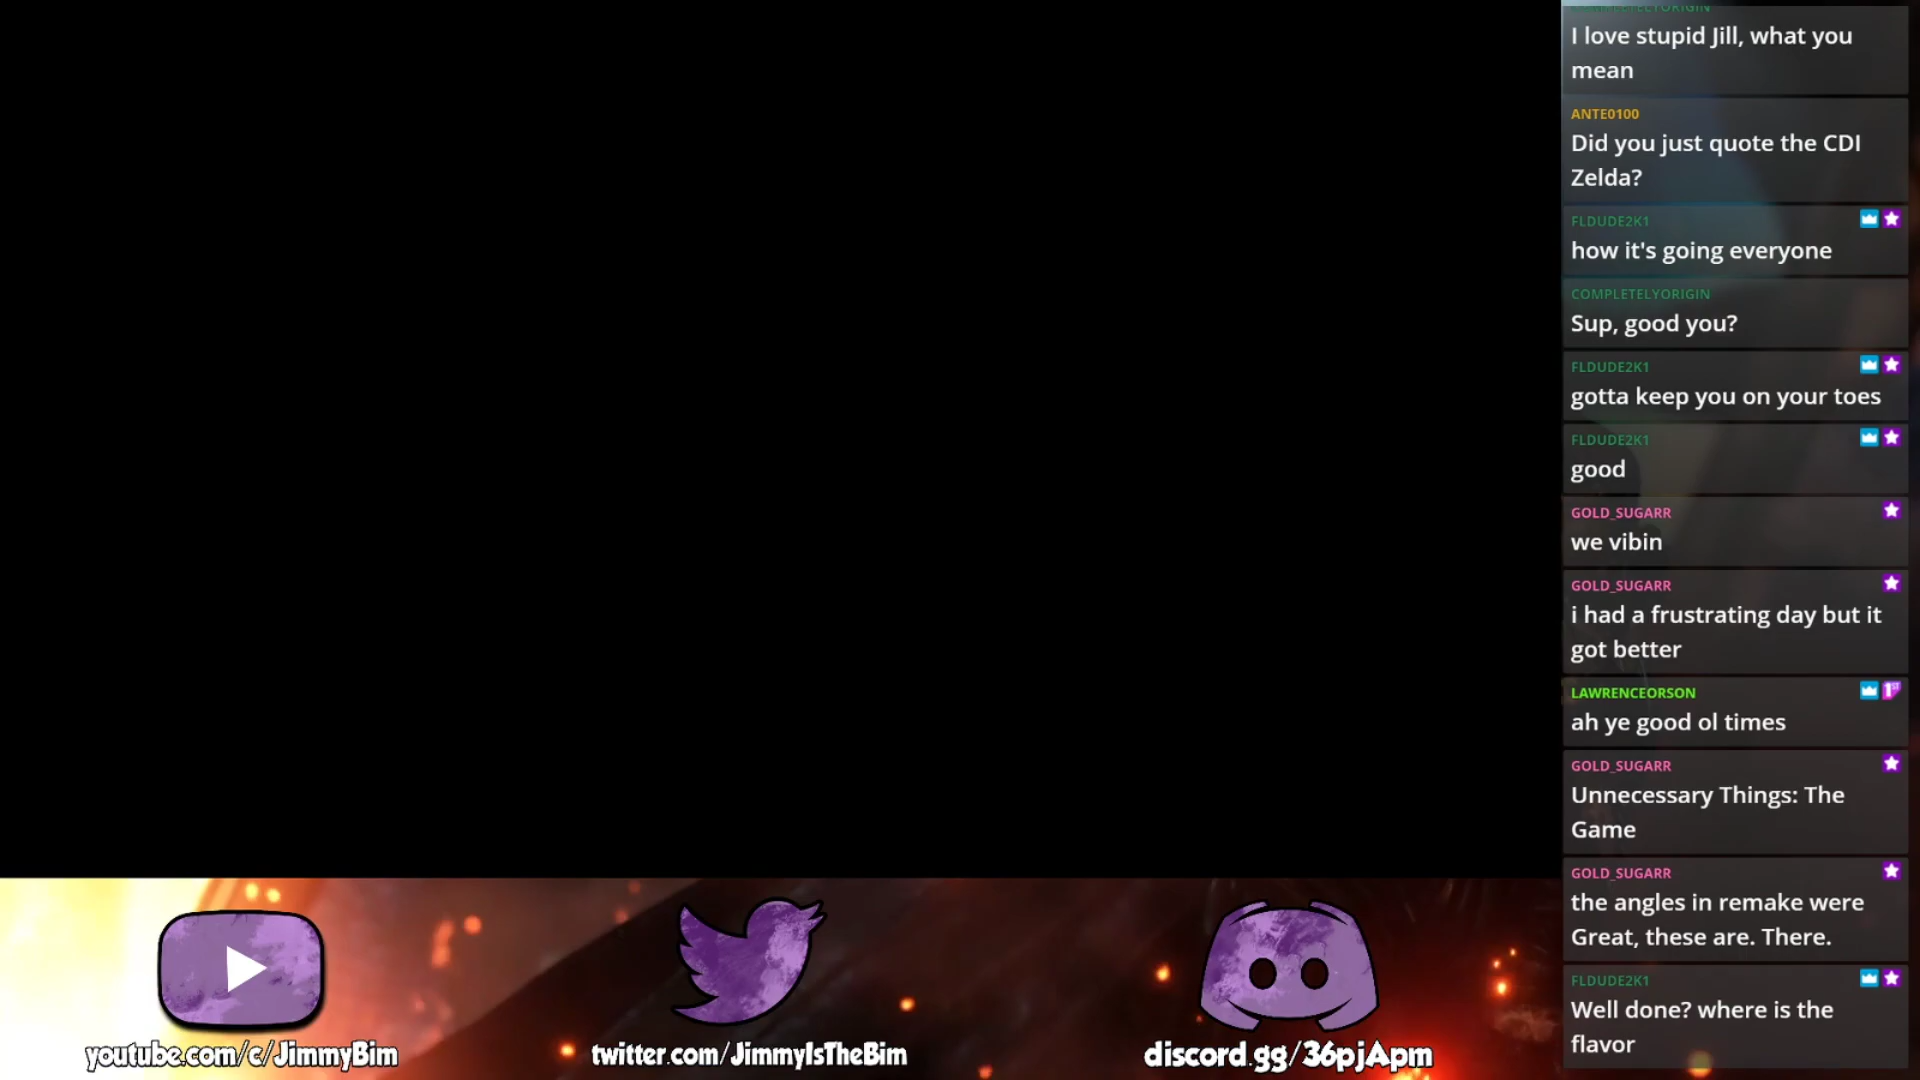 COMPLETELYORIGIN
I love stupid Jill, what you
mean
ANTE0100
Did you just quote the CDI
Zelda?
FLDUDE2K1
how it's going everyone
COMPLETELYORIGIN
Sup, good you?
FLDUDE2K1
gotta keep you on your toes
FLDUDE2K1
good
GOLD_SUGARR
we vibin
GOLD_SUGARR
i had a frustrating day but it
got better
LAWRENCEORSON
ah ye good ol times
GOLD_SUGARR
Unnecessary Things: The
Game
GOLD_SUGARR
the angles in remake were
Great, these are. There.
FLDUDE2K1
Well done? where is the
flavor
youtube.com/c/JimmyBim
twitter.com/JimmyIsTheBim
discord.gg/36pjApm